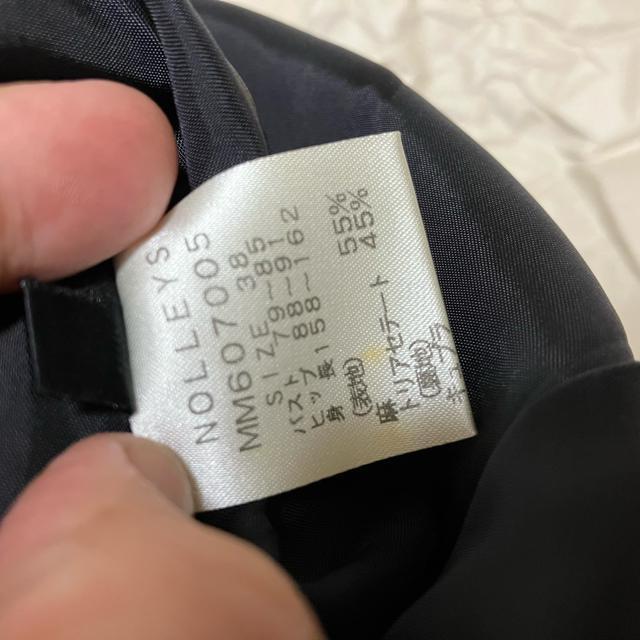 NOLLEYS
MM607005
SIZE 38
バスト 79-85
ヒップ 83-91
身長 158-162
(表地)
麻 55%
トリアセテート 45%
(裏地)
キュプラ